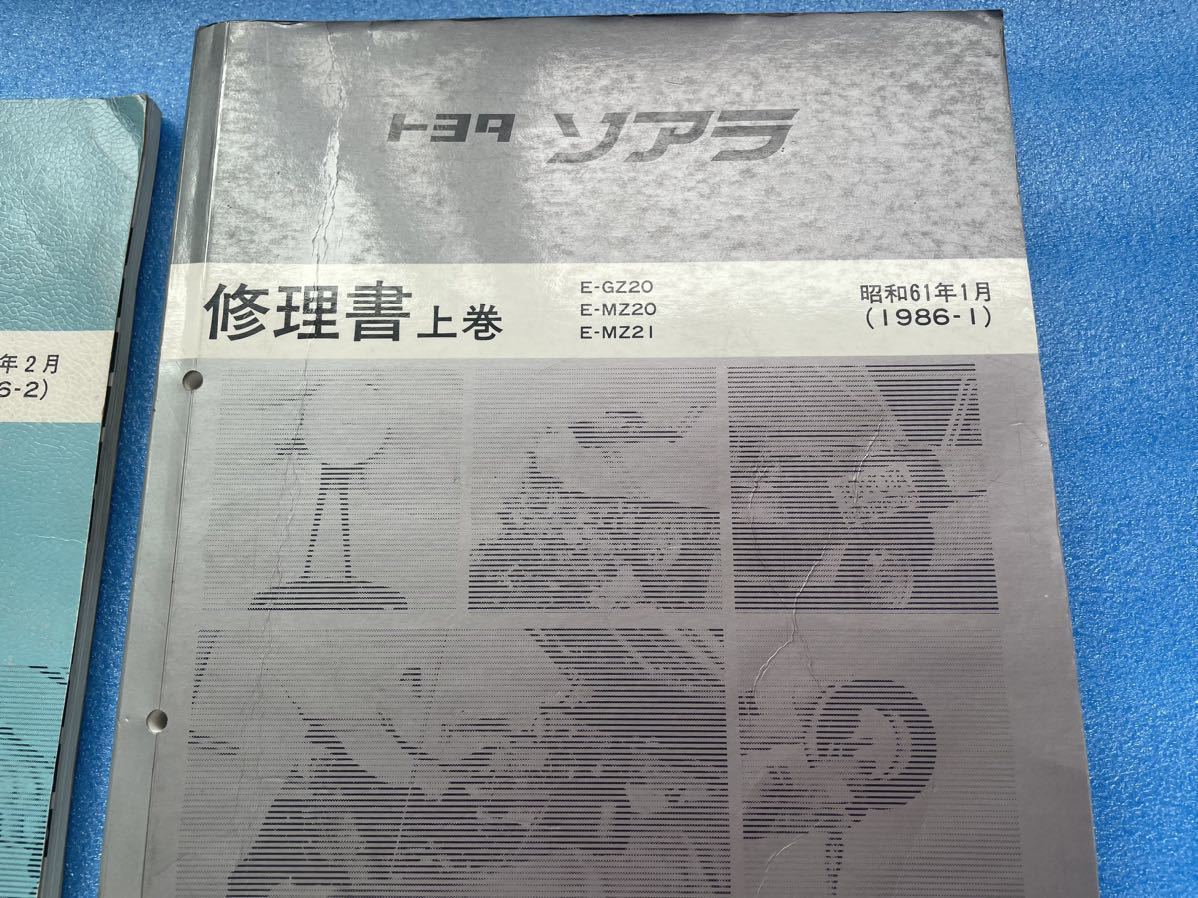 トヨタ ソアラ
修理書上巻
E-GZ20
E-MZ20
E-MZ21
昭和61年1月
(1986-1)
年2月
6-2)